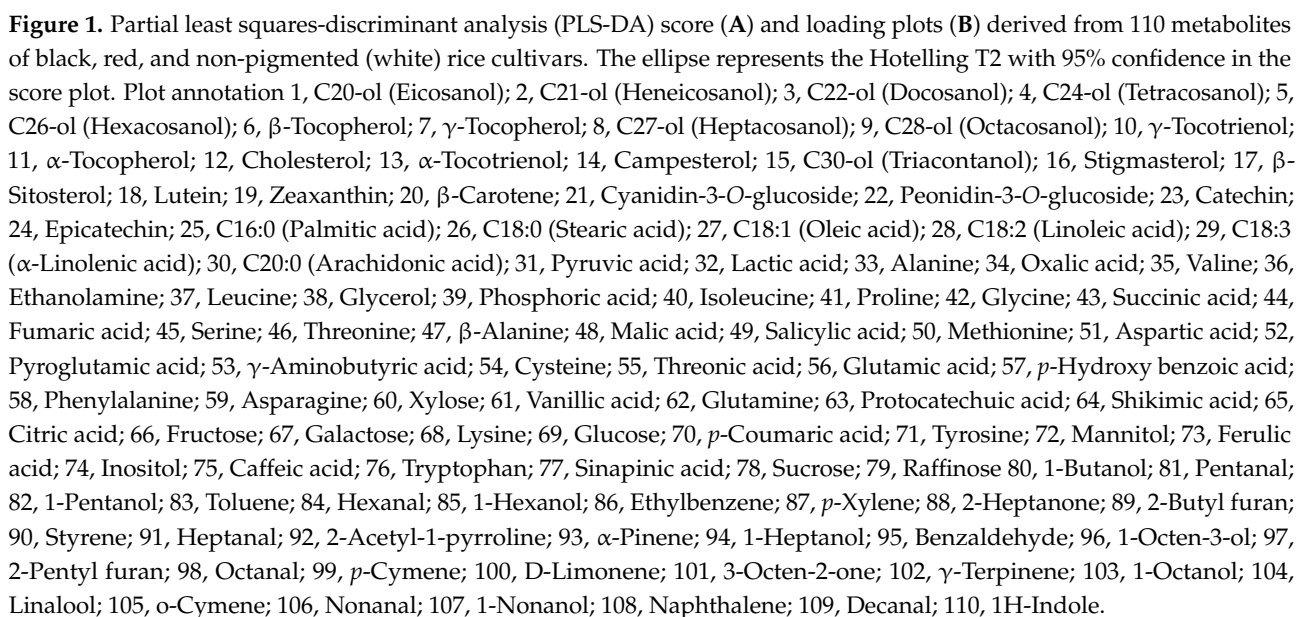 Figure 1. Partial least squares-discriminant analysis (PLS-DA) score (A) and loading plots (B) derived from 110 metabolites
of black, red, and non-pigmented (white) rice cultivars. The ellipse represents the Hotelling T2 with 95% confidence in the
score plot. Plot annotation 1, C20-ol (Eicosanol); 2, C21-ol (Heneicosanol); 3, C22-ol (Docosanol); 4, C24-ol (Tetracosanol); 5,
C26-ol (Hexacosanol); 6, β-Tocopherol; 7, γ-Tocopherol; 8, C27-ol (Heptacosanol); 9, C28-ol (Octacosanol); 10, γ-Tocotrienol;
11, α-Tocopherol; 12, Cholesterol; 13, α-Tocotrienol; 14, Campesterol; 15, C30-ol (Triacontanol); 16, Stigmasterol; 17, β-
Sitosterol; 18, Lutein; 19, Zeaxanthin; 20, β-Carotene; 21, Cyanidin-3-O-glucoside; 22, Peonidin-3-O-glucoside; 23, Catechin;
24, Epicatechin; 25, C16:0 (Palmitic acid); 26, C18:0 (Stearic acid); 27, C18:1 (Oleic acid); 28, C18:2 (Linoleic acid); 29, C18:3
(α-Linolenic acid); 30, C20:0 (Arachidonic acid); 31, Pyruvic acid; 32, Lactic acid; 33, Alanine; 34, Oxalic acid; 35, Valine; 36,
Ethanolamine; 37, Leucine; 38, Glycerol; 39, Phosphoric acid; 40, Isoleucine; 41, Proline; 42, Glycine; 43, Succinic acid; 44,
Fumaric acid; 45, Serine; 46, Threonine; 47, β-Alanine; 48, Malic acid; 49, Salicylic acid; 50, Methionine; 51, Aspartic acid; 52,
Pyroglutamic acid; 53, γ-Aminobutyric acid; 54, Cysteine; 55, Threonic acid; 56, Glutamic acid; 57, p-Hydroxy benzoic acid;
58, Phenylalanine; 59, Asparagine; 60, Xylose; 61, Vanillic acid; 62, Glutamine; 63, Protocatechuic acid; 64, Shikimic acid; 65,
Citric acid; 66, Fructose; 67, Galactose; 68, Lysine; 69, Glucose; 70, p-Coumaric acid; 71, Tyrosine; 72, Mannitol; 73, Ferulic
acid; 74, Inositol; 75, Caffeic acid; 76, Tryptophan; 77, Sinapinic acid; 78, Sucrose; 79, Raffinose 80, 1-Butanol; 81, Pentanal;
82, 1-Pentanol; 83, Toluene; 84, Hexanal; 85, 1-Hexanol; 86, Ethylbenzene; 87, p-Xylene; 88, 2-Heptanone; 89, 2-Butyl furan;
90, Styrene; 91, Heptanal; 92, 2-Acetyl-1-pyrroline; 93, α-Pinene; 94, 1-Heptanol; 95, Benzaldehyde; 96, 1-Octen-3-ol; 97,
2-Pentyl furan; 98, Octanal; 99, p-Cymene; 100, D-Limonene; 101, 3-Octen-2-one; 102, γ-Terpinene; 103, 1-Octanol; 104,
Linalool; 105, o-Cymene; 106, Nonanal; 107, 1-Nonanol; 108, Naphthalene; 109, Decanal; 110, 1H-Indole.